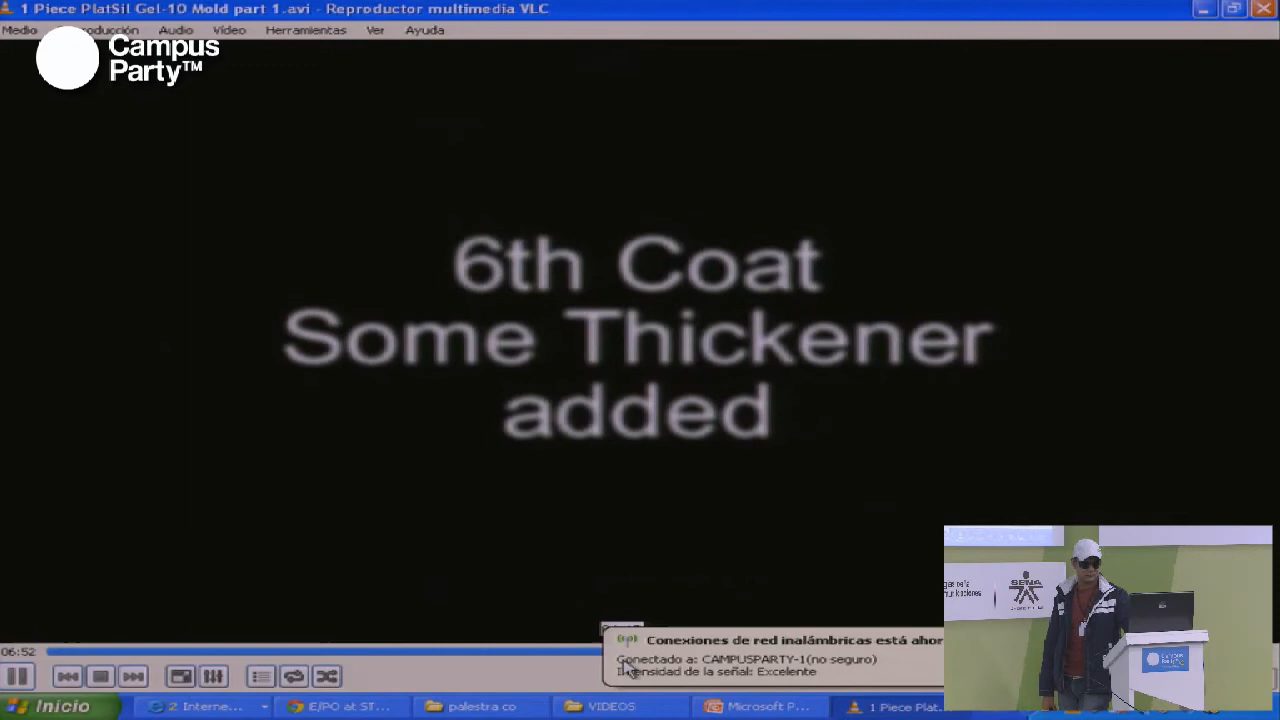 1 Piece PlatSil Gel-10 Mold part 1.avi - Reproductor multimedia VLC
Medio Audio Vídeo Herramientas Ver Ayuda
Campus
Party™
6th Coat
Some Thickener
added
Conexiones de red inalámbricas está ahor
Conectado a: CAMPUSPARTY-1(no seguro)
Intensidad de la señal: Excelente
06:52
Inicio
2 Interne...
E/PO at ST...
palestra co
VIDEOS
Microsoft P...
1 Piece Plat.
SENA
Campus
Party